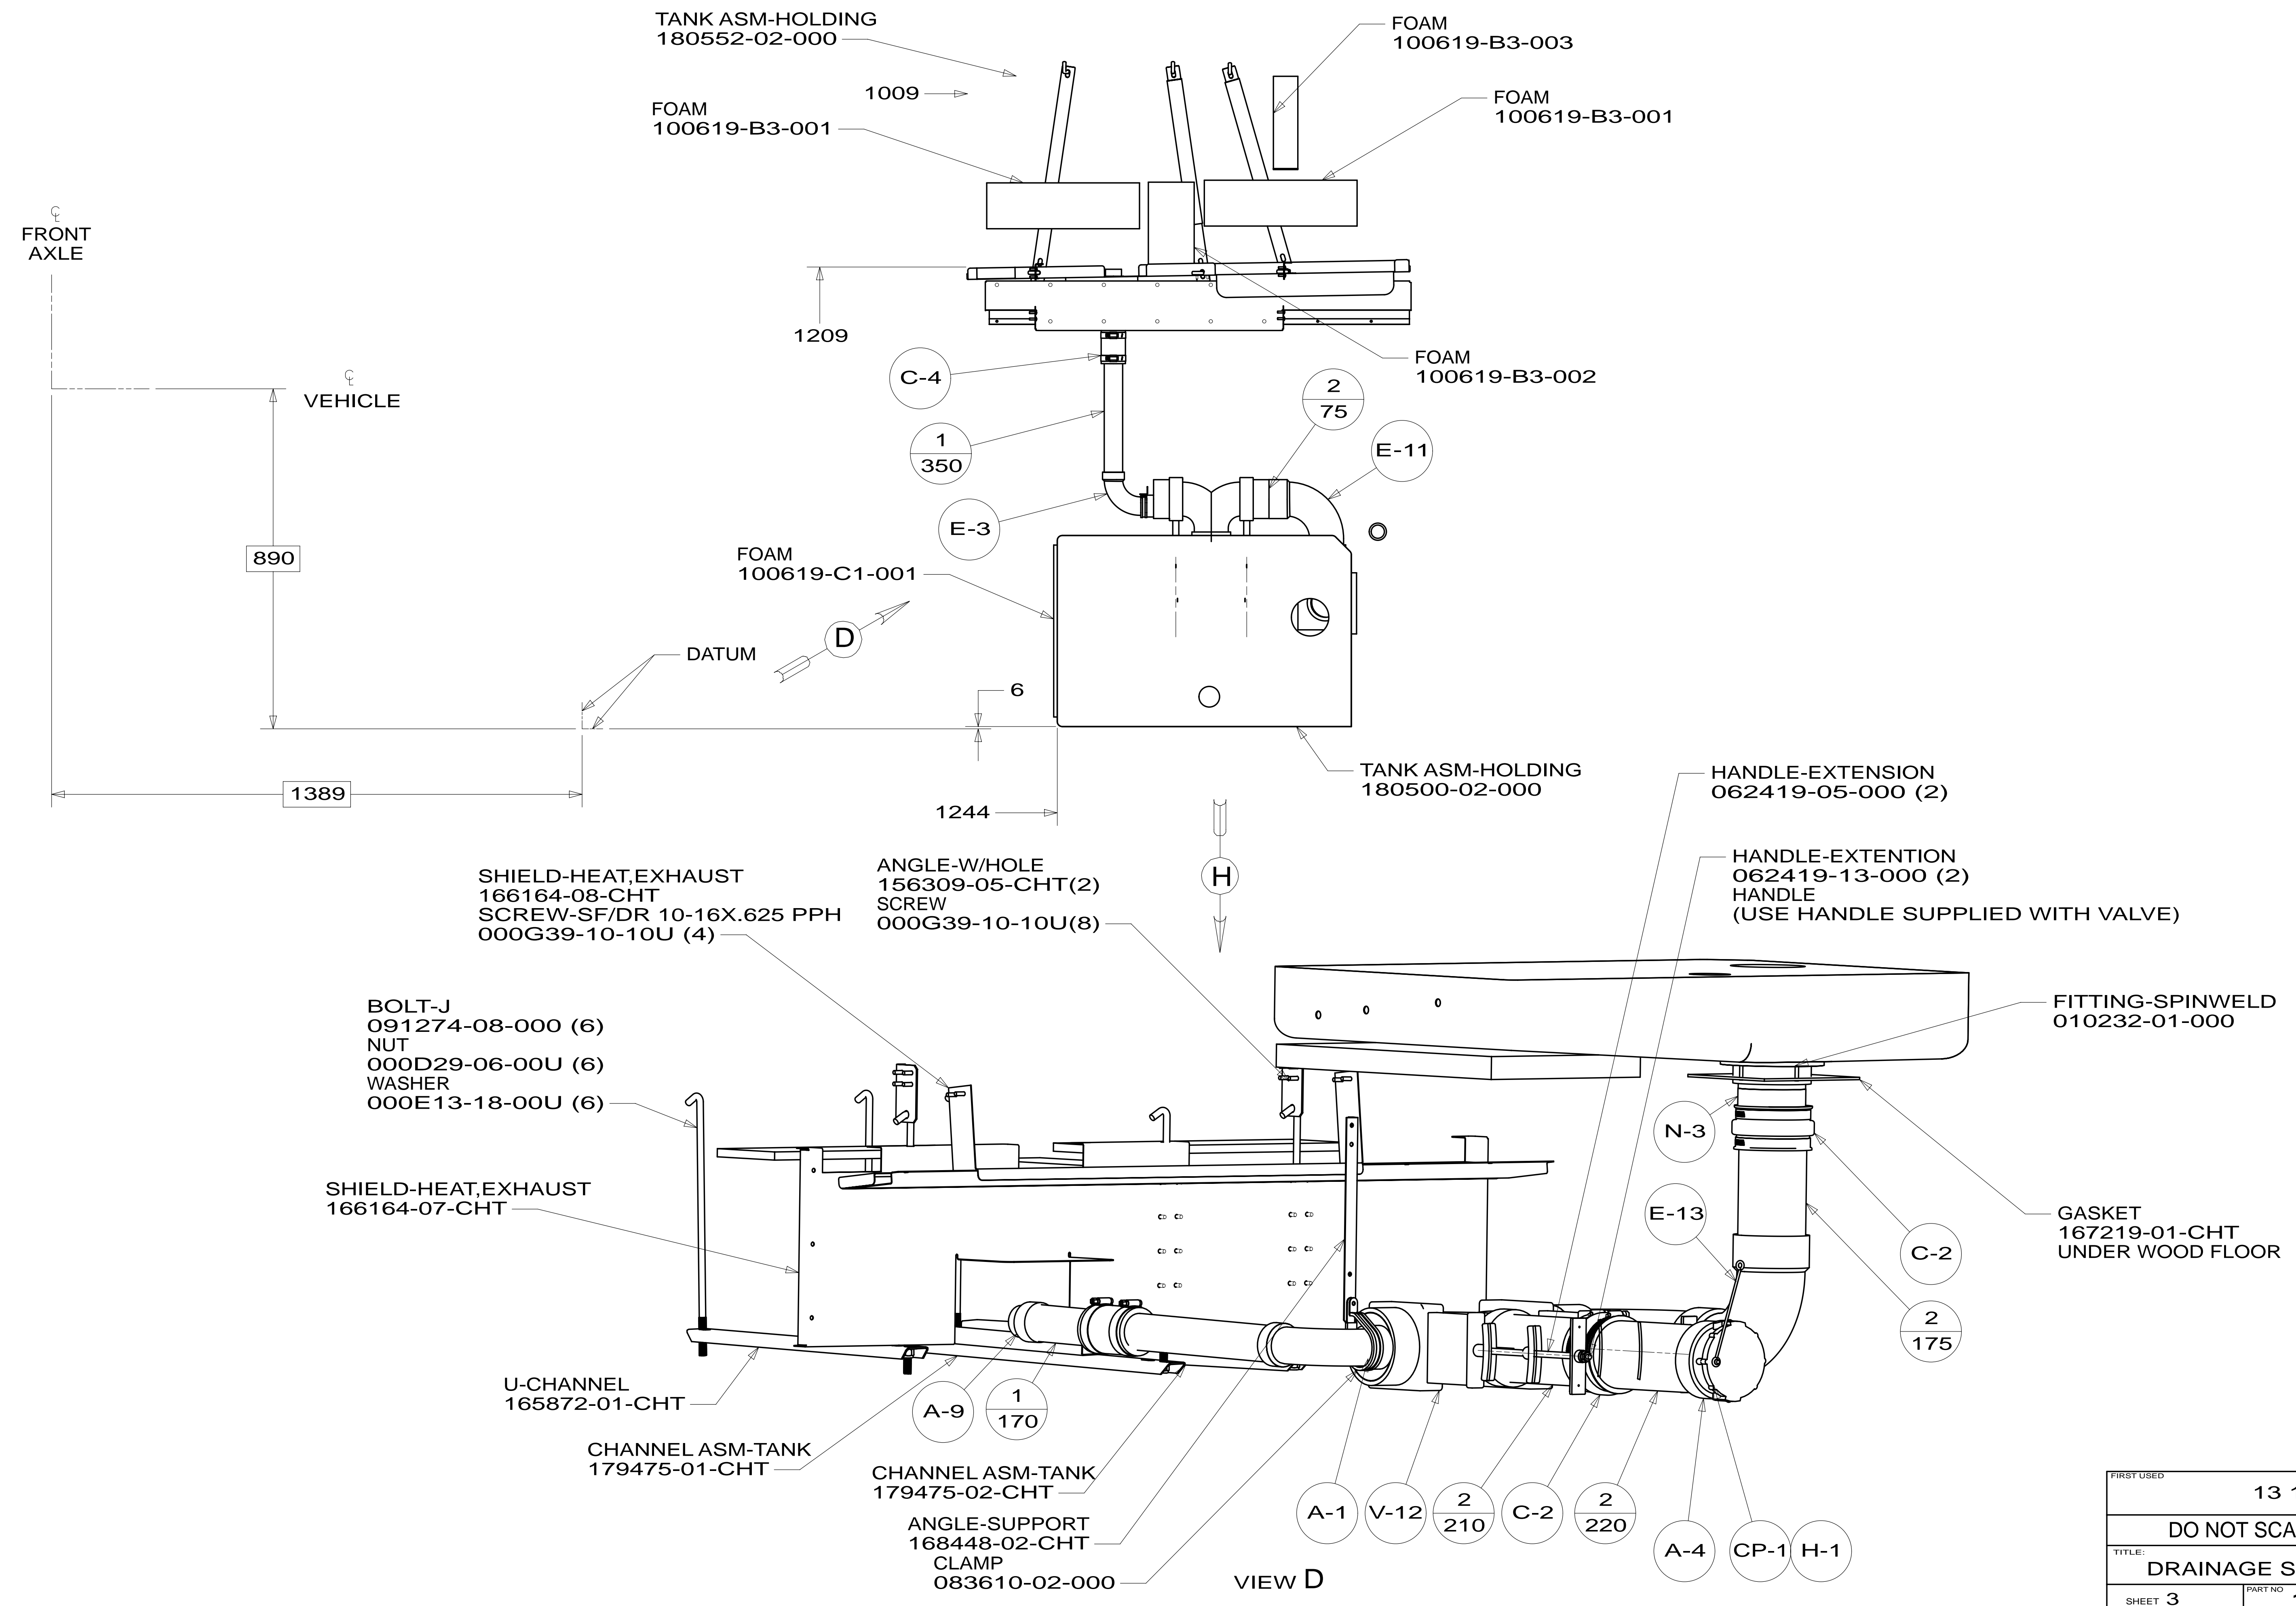 TANK ASM-HOLDING
180552-02-000
FOAM
100619-B3-003
1009
FOAM
100619-B3-001
FOAM
100619-B3-001
℄
FRONT
AXLE
1209
℄
VEHICLE
C-4
FOAM
100619-B3-002
2
75
1
350
E-11
E-3
890
FOAM
100619-C1-001
D
DATUM
6
1389
1244
TANK ASM-HOLDING
180500-02-000
HANDLE-EXTENSION
062419-05-000 (2)
H
HANDLE-EXTENTION
062419-13-000 (2)
HANDLE
(USE HANDLE SUPPLIED WITH VALVE)
SHIELD-HEAT,EXHAUST
166164-08-CHT
SCREW-SF/DR 10-16X.625 PPH
000G39-10-10U (4)
ANGLE-W/HOLE
156309-05-CHT(2)
SCREW
000G39-10-10U(8)
BOLT-J
091274-08-000 (6)
NUT
000D29-06-00U (6)
WASHER
000E13-18-00U (6)
FITTING-SPINWELD
010232-01-000
N-3
SHIELD-HEAT,EXHAUST
166164-07-CHT
E-13
C-2
GASKET
167219-01-CHT
UNDER WOOD FLOOR
2
175
U-CHANNEL
165872-01-CHT
A-9
1
170
CHANNEL ASM-TANK
179475-01-CHT
CHANNEL ASM-TANK
179475-02-CHT
ANGLE-SUPPORT
168448-02-CHT
CLAMP
083610-02-000
A-1
V-12
2
210
C-2
2
220
A-4
CP-1
H-1
VIEW D
FIRST USED
13
DO NOT SCA
TITLE:
DRAINAGE S
SHEET 3
PART NO